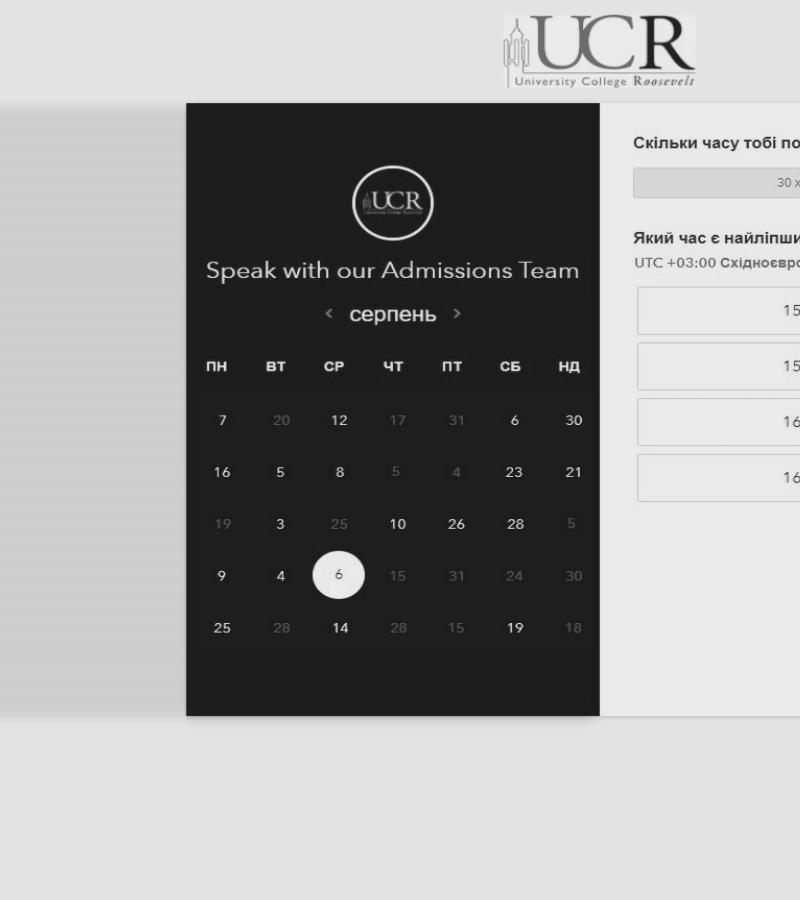 UCR
University College Roosevelt
UCR
University College Roosevelt
Speak with our Admissions Team
< серпень >
ПН ВТ СР ЧТ ПТ СБ НД
7 20 12 17 31 6 30
16 5 8 5 4 23 21
19 3 25 10 26 28 5
9 4 6 15 31 24 30
25 28 14 28 15 19 18
Скільки часу тобі по
30 х
Який час є найліпши
UTC +03:00 Східноєвро
15
15
16
16